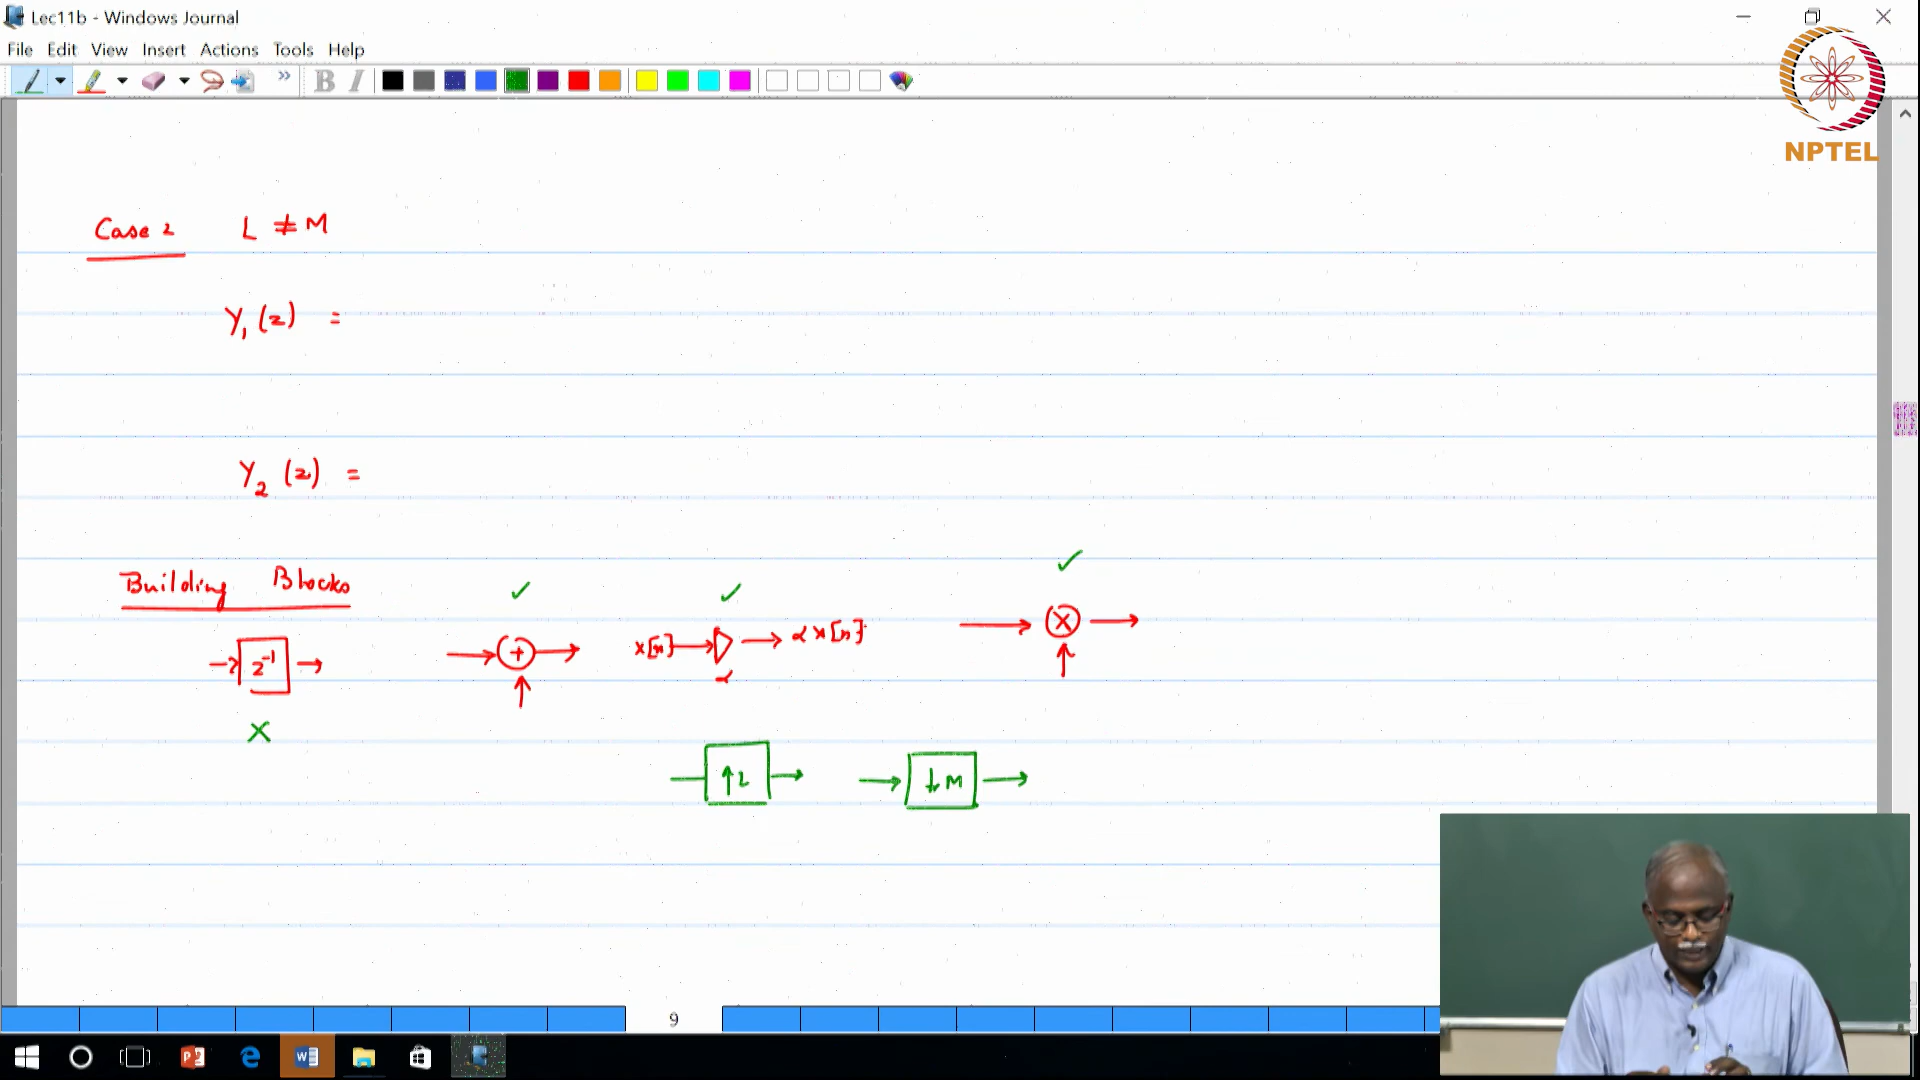 Lec11b - Windows Journal
File Edit View Insert Actions Tools Help
B I
NPTEL
Case 2 L ≠ M
Y₁(z) =
Y₂(z) =
Building Blocks
✓ ✓ ✓
z⁻¹ + x[n] α x[n] X
α
X
↑L ↓M
9